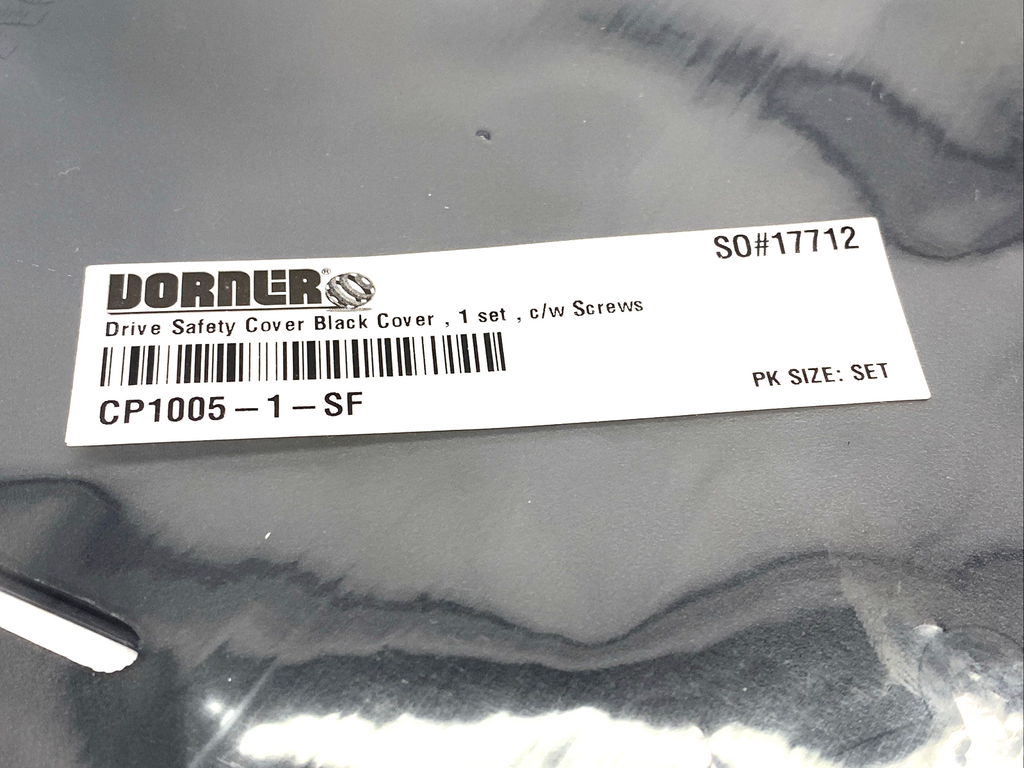 SO#17712
DORNER®
Drive Safety Cover Black Cover , 1 set , c/w Screws
CP1005-1-SF
PK SIZE: SET